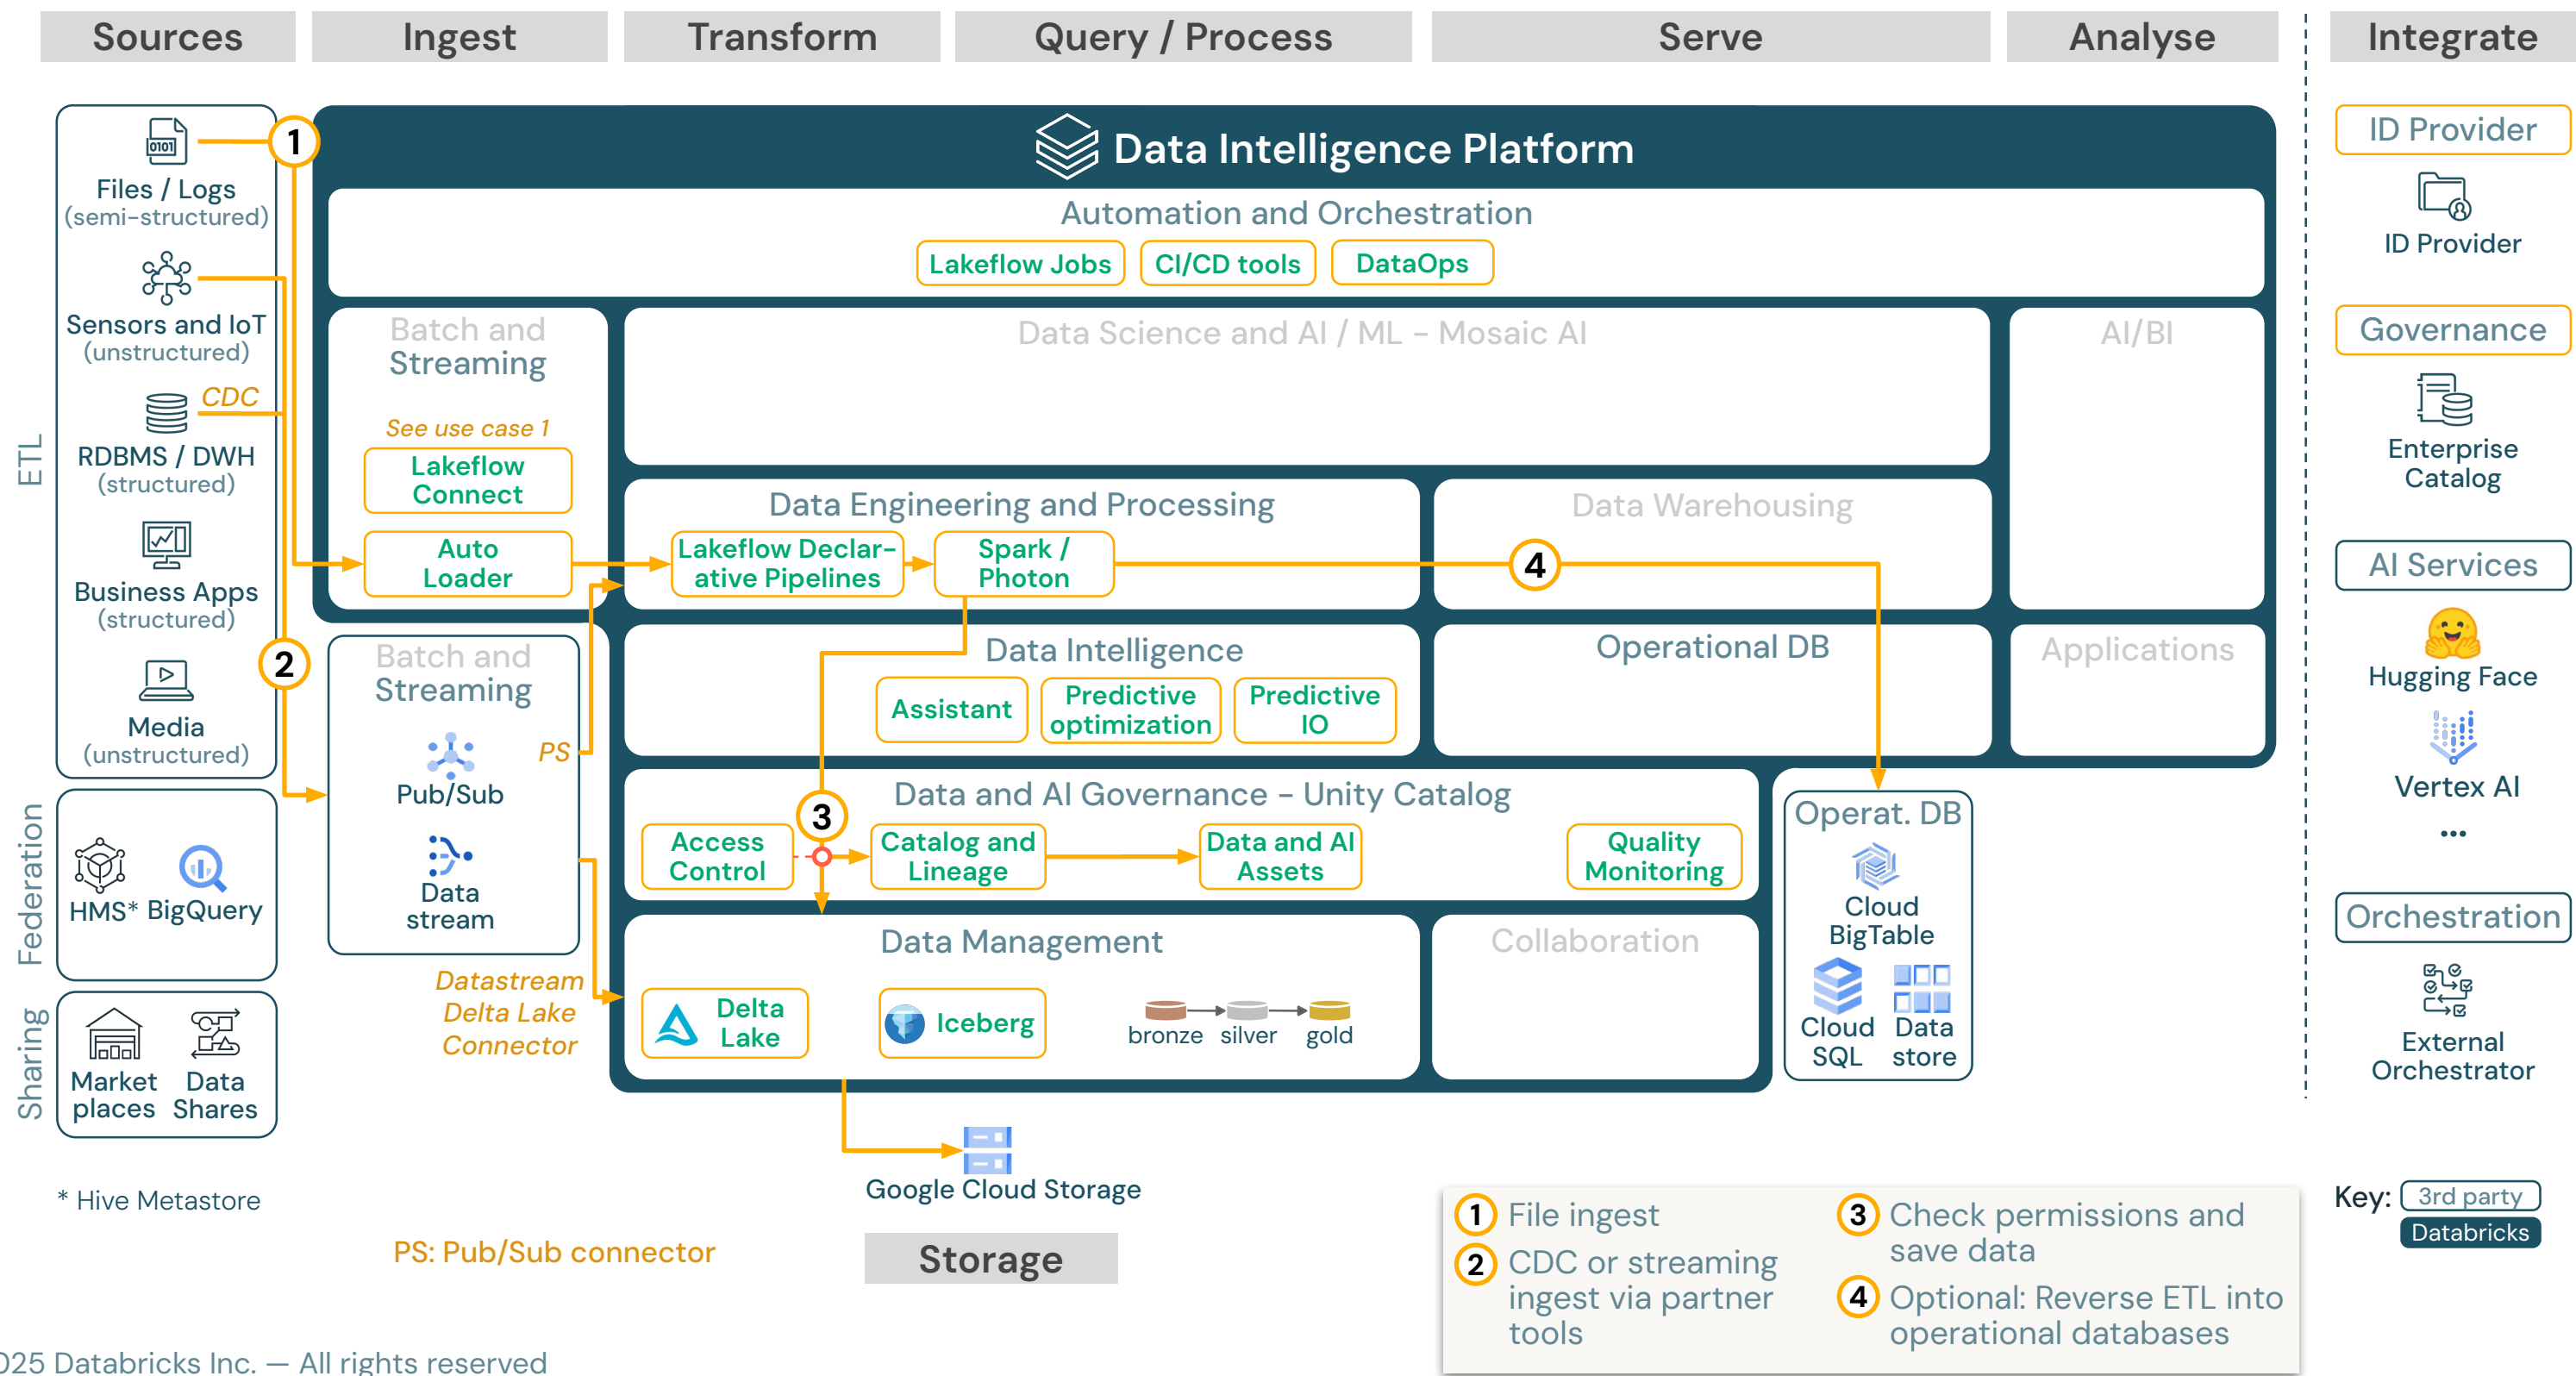 Sources
Ingest
Transform
Query / Process
Serve
Analyse
Integrate
ETL
Files / Logs
(semi-structured)
Sensors and IoT
(unstructured)
CDC
RDBMS / DWH
(structured)
Business Apps
(structured)
Media
(unstructured)
Federation
HMS*
BigQuery
Sharing
Market
places
Data
Shares
* Hive Metastore
1
2
Data Intelligence Platform
Automation and Orchestration
Lakeflow Jobs
CI/CD tools
DataOps
Batch and
Streaming
See use case 1
Lakeflow
Connect
Auto
Loader
Data Science and AI / ML - Mosaic AI
AI/BI
Data Engineering and Processing
Lakeflow Declar-
ative Pipelines
Spark /
Photon
Data Warehousing
4
Batch and
Streaming
Pub/Sub
PS
Data
stream
Datastream
Delta Lake
Connector
Data Intelligence
Assistant
Predictive
optimization
Predictive
IO
Operational DB
Applications
Data and AI Governance - Unity Catalog
3
Access
Control
Catalog and
Lineage
Data and AI
Assets
Quality
Monitoring
Data Management
Delta
Lake
Iceberg
bronze
silver
gold
Collaboration
Operat. DB
Cloud
BigTable
Cloud
SQL
Data
store
Google Cloud Storage
Storage
PS: Pub/Sub connector
ID Provider
ID Provider
Governance
Enterprise
Catalog
AI Services
Hugging Face
Vertex AI
...
Orchestration
External
Orchestrator
Key:
3rd party
Databricks
1 File ingest
2 CDC or streaming
ingest via partner
tools
3 Check permissions and
save data
4 Optional: Reverse ETL into
operational databases
025 Databricks Inc. — All rights reserved
0101